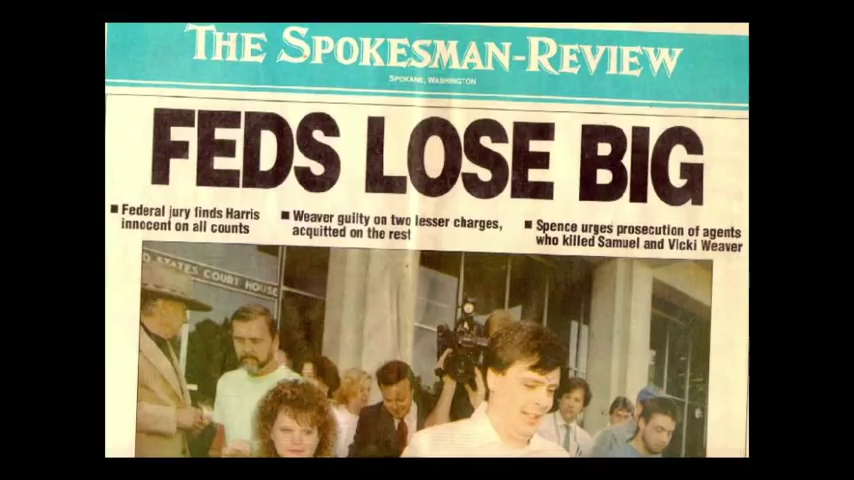 THE SPOKESMAN-REVIEW
SPOKANE, WASHINGTON
FEDS LOSE BIG
■ Federal jury finds Harris
innocent on all counts
■ Weaver guilty on two lesser charges,
acquitted on the rest
■ Spence urges prosecution of agents
who killed Samuel and Vicki Weaver
D STATES COURT HOUSE